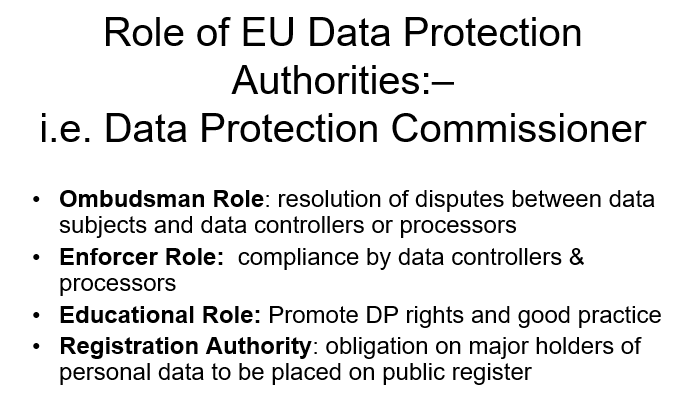 Role of EU Data Protection
Authorities:–
i.e. Data Protection Commissioner
• Ombudsman Role: resolution of disputes between data
subjects and data controllers or processors
• Enforcer Role:  compliance by data controllers &
processors
• Educational Role: Promote DP rights and good practice
• Registration Authority: obligation on major holders of
personal data to be placed on public register